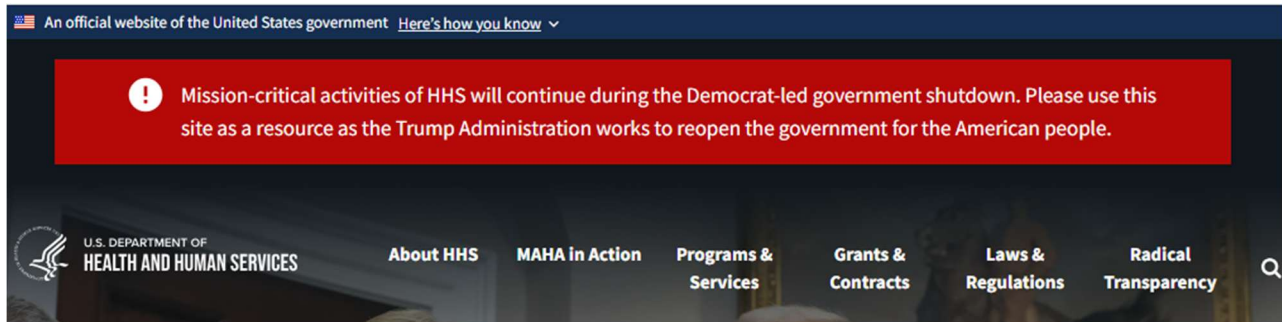 An official website of the United States government Here's how you know
Mission-critical activities of HHS will continue during the Democrat-led government shutdown. Please use this
site as a resource as the Trump Administration works to reopen the government for the American people.
U.S. DEPARTMENT OF
HEALTH AND HUMAN SERVICES
About HHS
MAHA in Action
Programs &
Services
Grants &
Contracts
Laws &
Regulations
Radical
Transparency